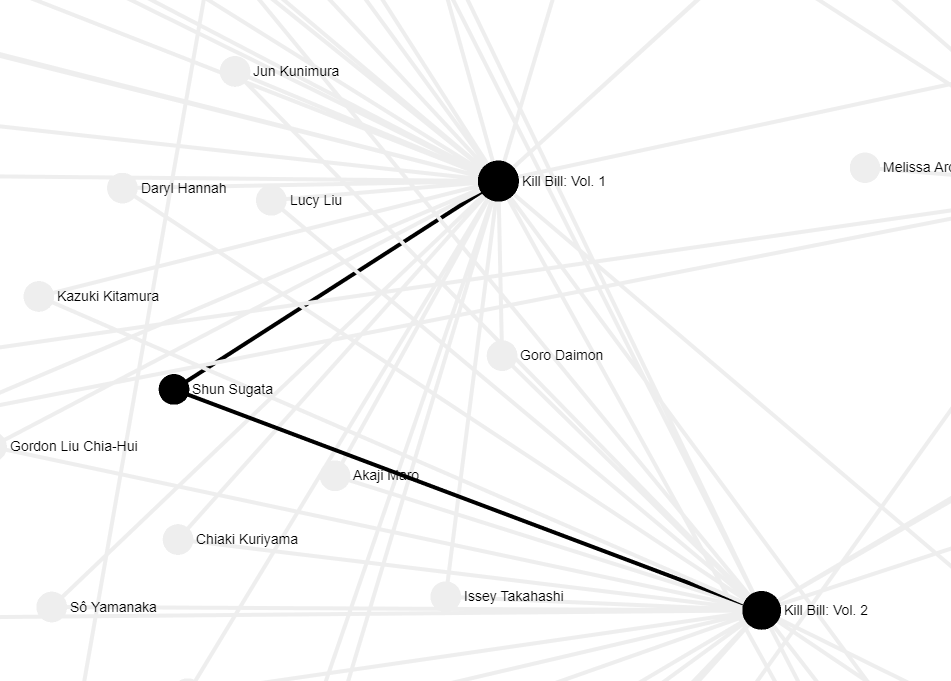 Jun Kunimura
Melissa
Kill Bill: Vol. 1
Daryl Hannah
Lucy Liu
Kazuki Kitamura
Goro Daimon
Shun Sugata
Gordon Liu Chia-Hui
Akaji Maro
Chiaki Kuriyama
Issey Takahashi
Sô Yamanaka
Kill Bill: Vol. 2